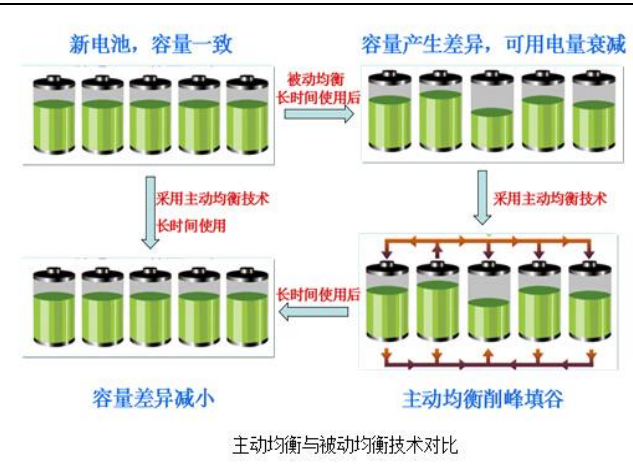 新电池，容量一致
容量产生差异，可用电量衰减
被动均衡
长时间使用后
采用主动均衡技术
长时间使用
采用主动均衡技术
长时间使用后
容量差异减小
主动均衡削峰填谷
主动均衡与被动均衡技术对比